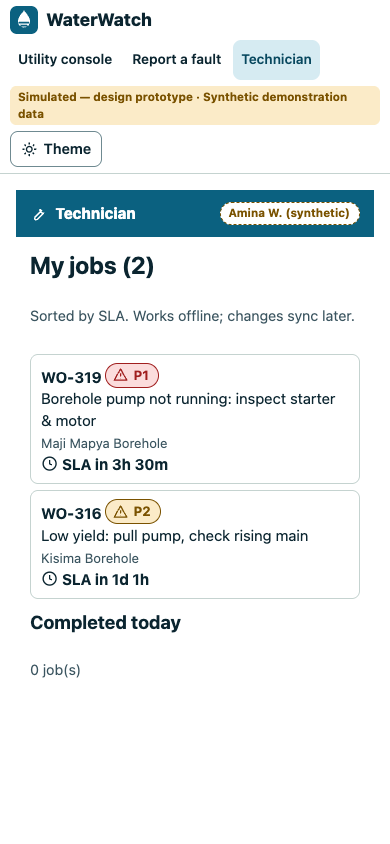 WaterWatch
Utility console Report a fault Technician
Simulated — design prototype · Synthetic demonstration
data
Theme
Technician Amina W. (synthetic)
My jobs (2)
Sorted by SLA. Works offline; changes sync later.
WO-319 P1
Borehole pump not running: inspect starter
& motor
Maji Mapya Borehole
SLA in 3h 30m
WO-316 P2
Low yield: pull pump, check rising main
Kisima Borehole
SLA in 1d 1h
Completed today
0 job(s)